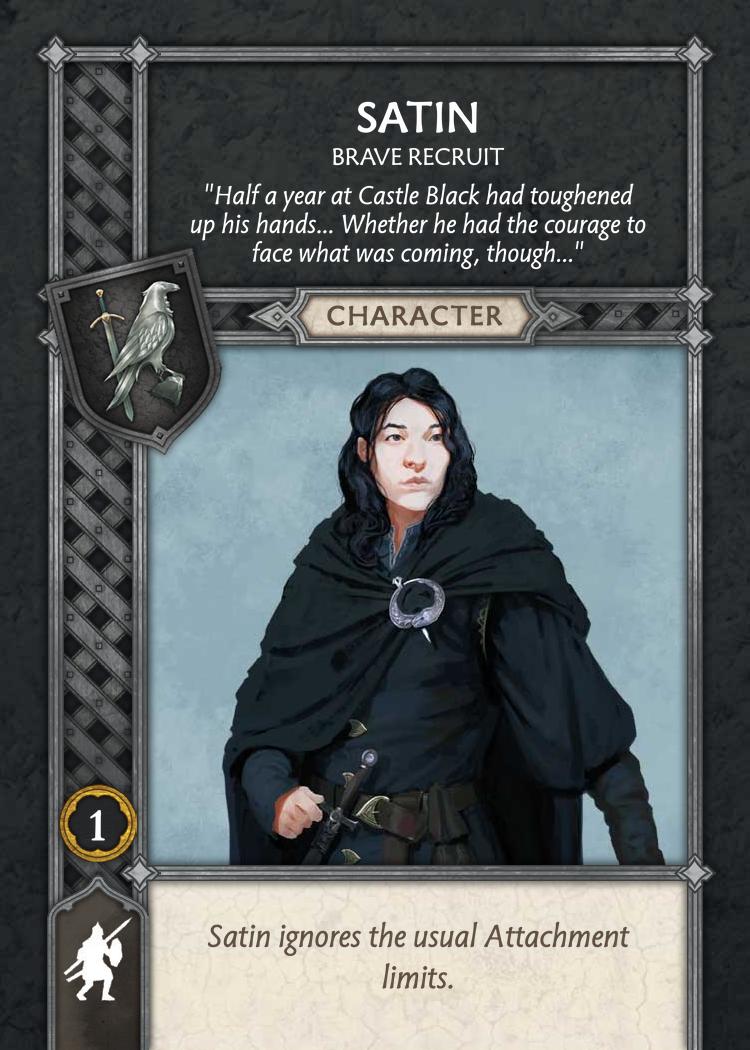 SATIN
BRAVE RECRUIT
"Half a year at Castle Black had toughened
up his hands... Whether he had the courage to
face what was coming, though..."
CHARACTER
1
Satin ignores the usual Attachment
limits.